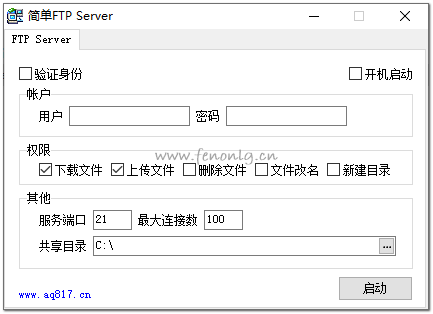 简单FTP Server
FTP Server
验证身份 开机启动
帐户
用户 密码
权限
www.fenonlg.cn
下载文件 上传文件 删除文件 文件改名 新建目录
其他
服务端口 21 最大连接数 100
共享目录 C:\ ...
www.aq817.cn 启动